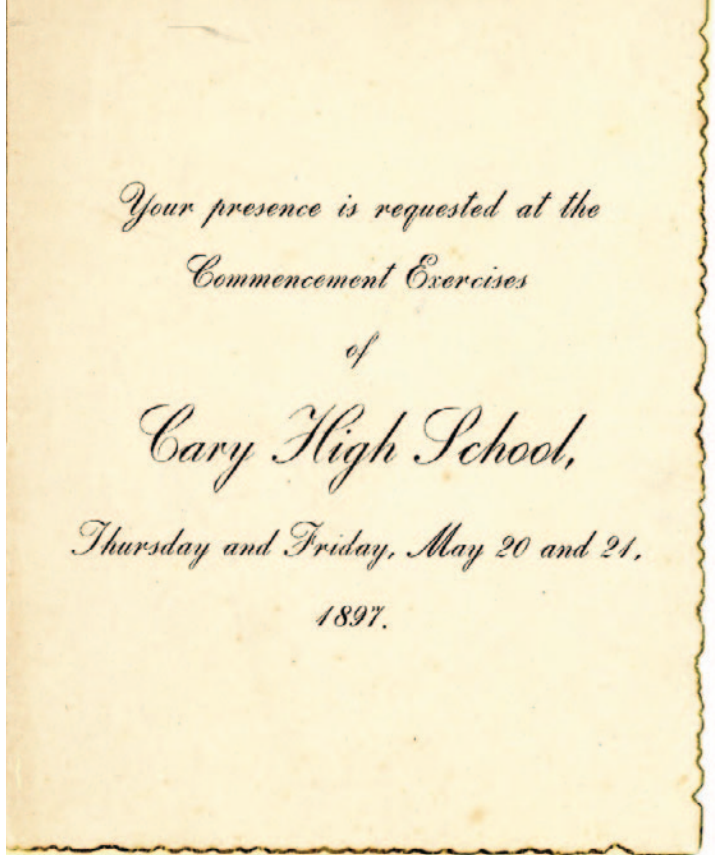 Your presence is requested at the
Commencement Exercises
of
Cary High School,
Thursday and Friday, May 20 and 21,
1897.